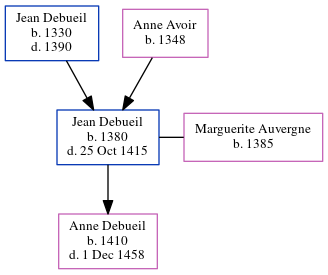 Jean Debueil
b. 1330
d. 1390
Anne Avoir
b. 1348
Jean Debueil
b. 1380
d. 25 Oct 1415
Marguerite Auvergne
b. 1385
Anne Debueil
b. 1410
d. 1 Dec 1458